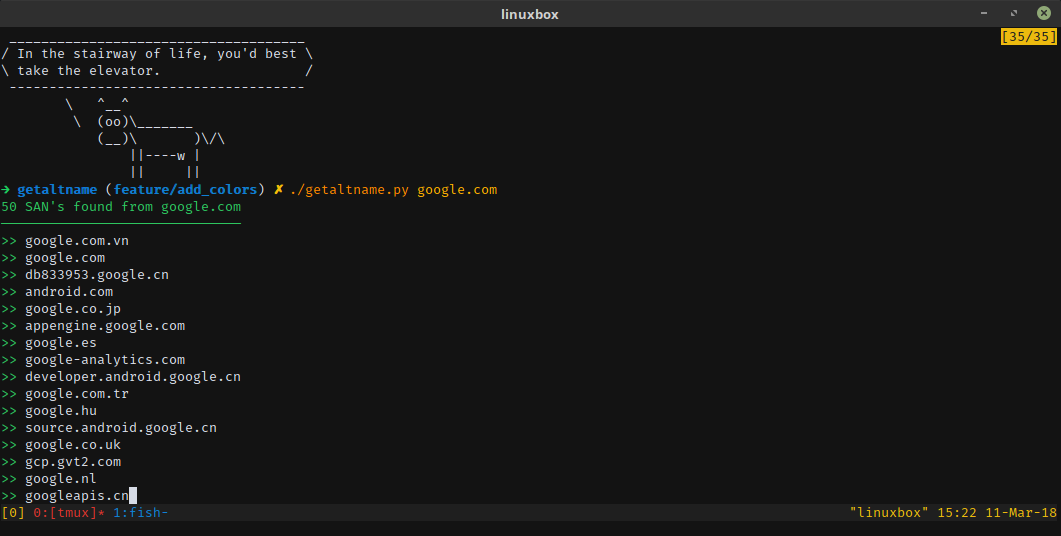 linuxbox
[35/35]
 _____________________________________
/ In the stairway of life, you'd best \
\ take the elevator.                  /
 -------------------------------------
        \   ^__^
         \  (oo)\_______
            (__)\       )\/\
                ||----w |
                ||     ||
➜ getaltname (feature/add_colors) ✗ ./getaltname.py google.com
50 SAN's found from google.com
──────────────────────────────
>> google.com.vn
>> google.com
>> db833953.google.cn
>> android.com
>> google.co.jp
>> appengine.google.com
>> google.es
>> google-analytics.com
>> developer.android.google.cn
>> google.com.tr
>> google.hu
>> source.android.google.cn
>> google.co.uk
>> gcp.gvt2.com
>> google.nl
>> googleapis.cn
[0] 0:[tmux]* 1:fish- "linuxbox" 15:22 11-Mar-18